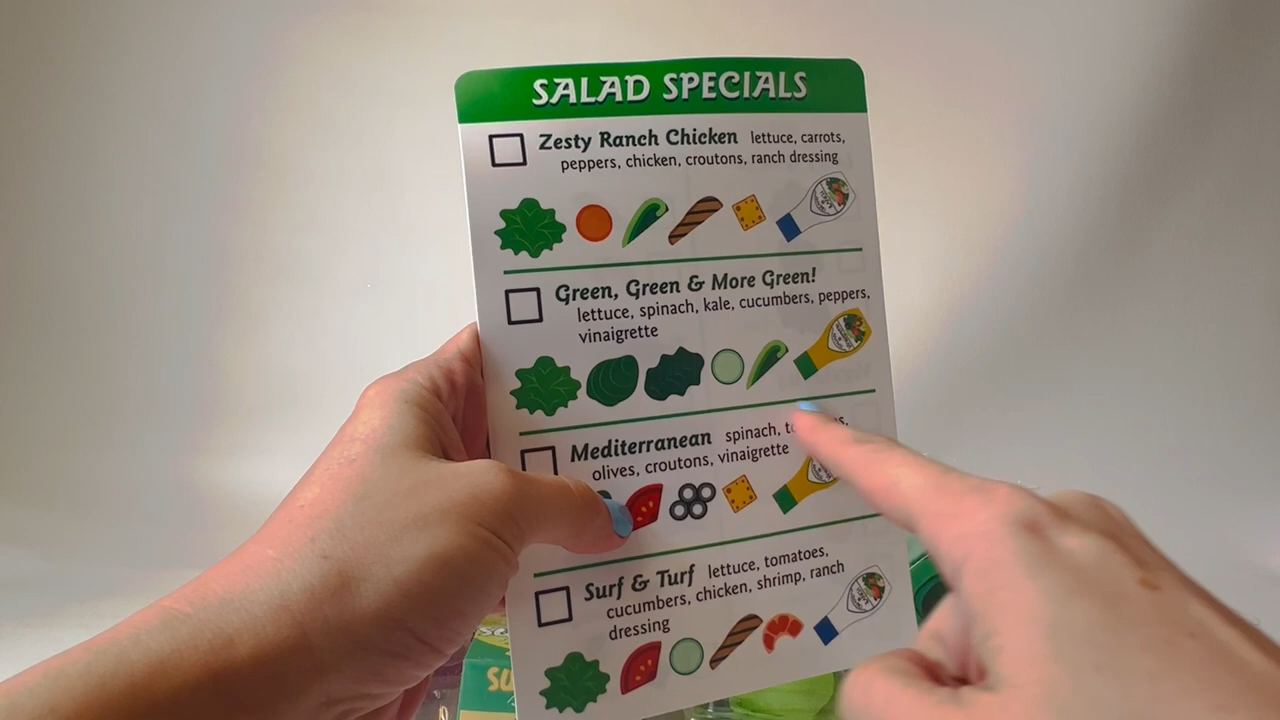 SALAD SPECIALS
Zesty Ranch Chicken lettuce, carrots,
peppers, chicken, croutons, ranch dressing
Green, Green & More Green!
lettuce, spinach, kale, cucumbers, peppers,
vinaigrette
Mediterranean spinach,
olives, croutons, vinaigrette
Surf & Turf lettuce, tomatoes,
cucumbers, chicken, shrimp, ranch
dressing